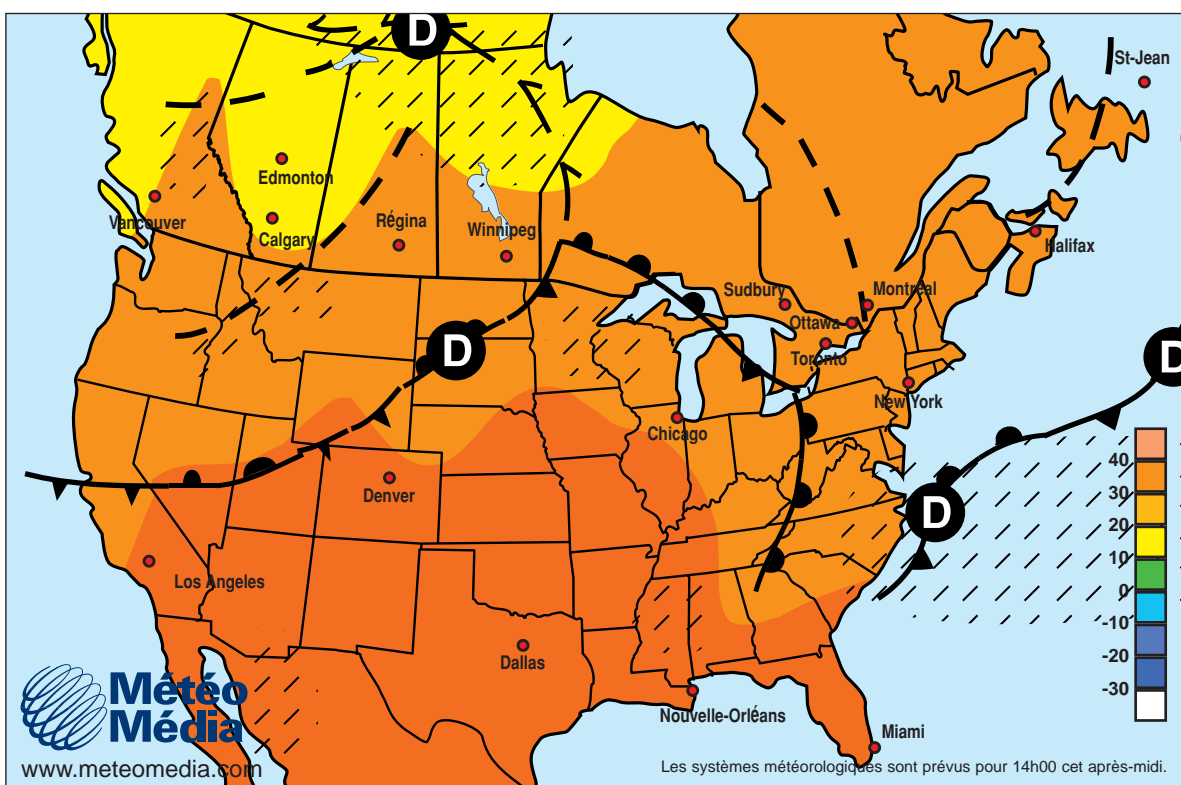 D
St-Jean
Edmonton
Vancouver
Calgary
Régina
Winnipeg
Halifax
Sudbury
Montréal
Ottawa
Toronto
D
D
New York
Chicago
40
Denver
30
D
20
10
Los Angeles
0
-10
Dallas
-20
-30
Météo
Média
Nouvelle-Orléans
Miami
www.meteomedia.com
Les systèmes météorologiques sont prévus pour 14h00 cet après-midi.